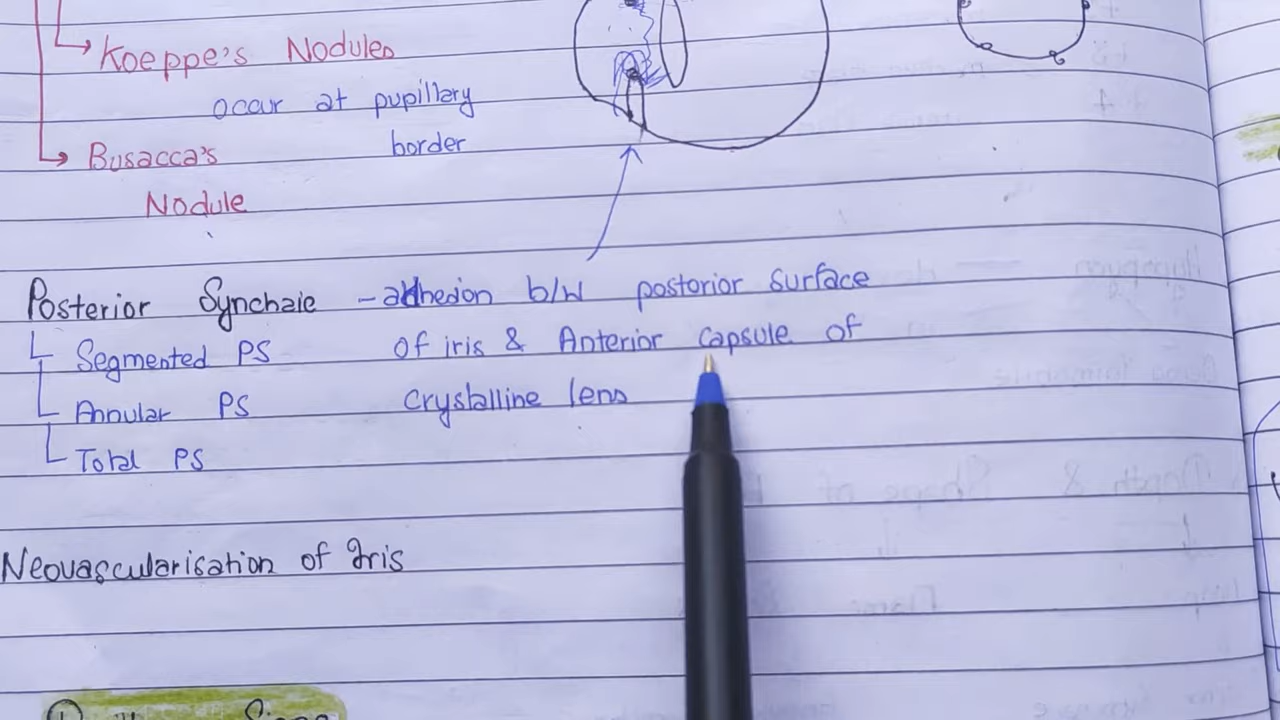 Koeppe's Nodules
occur at pupillary
border
Busacca's
Nodule
Posterior Synchaie - adhedion b/w posterior surface
Segmented PS of iris & Anterior capsule of
Annular PS crystalline lens
Total PS
Neovascularisation of Iris